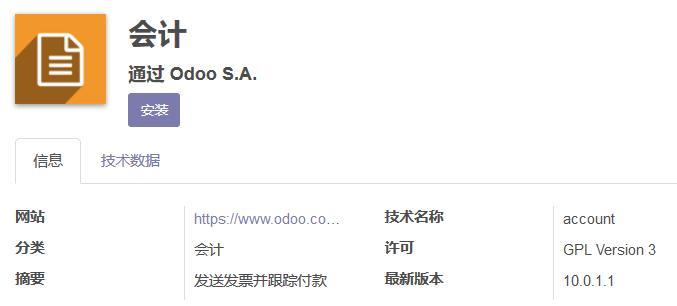 会计
通过 Odoo S.A.
安装
信息 技术数据
网站 https://www.odoo.co… 技术名称 account
分类 会计 许可 GPL Version 3
摘要 发送发票并跟踪付款 最新版本 10.0.1.1